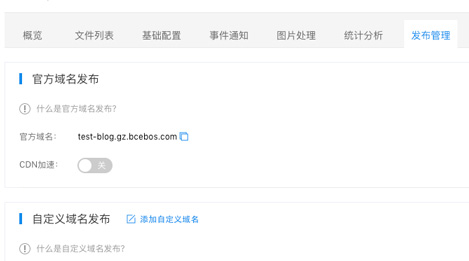 概览 文件列表 基础配置 事件通知 图片处理 统计分析 发布管理
官方域名发布
什么是官方域名发布?
官方域名: test-blog.gz.bcebos.com
CDN加速: 关
自定义域名发布 添加自定义域名
什么是自定义域名发布?